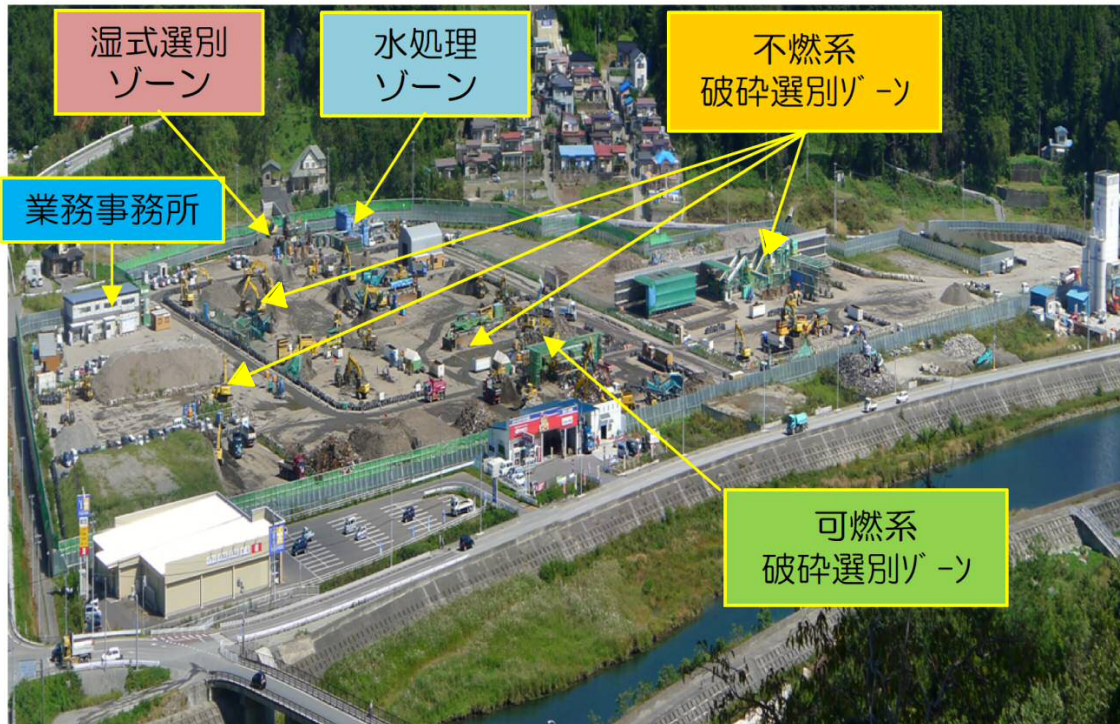 湿式選別
ゾーン
水処理
ゾーン
不燃系
破砕選別ｿﾞｰﾝ
業務事務所
可燃系
破砕選別ｿﾞｰﾝ